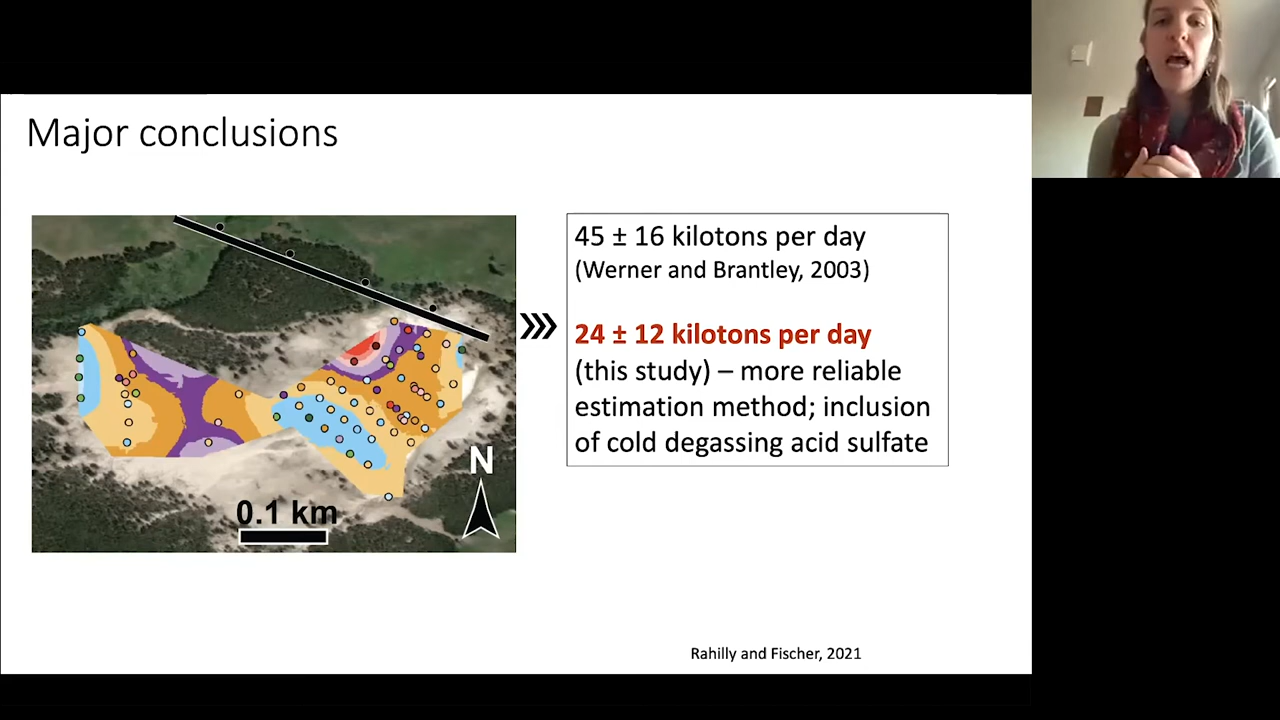 Major conclusions
45 ± 16 kilotons per day
(Werner and Brantley, 2003)
24 ± 12 kilotons per day
(this study) – more reliable
estimation method; inclusion
of cold degassing acid sulfate
N
0.1 km
Rahilly and Fischer, 2021